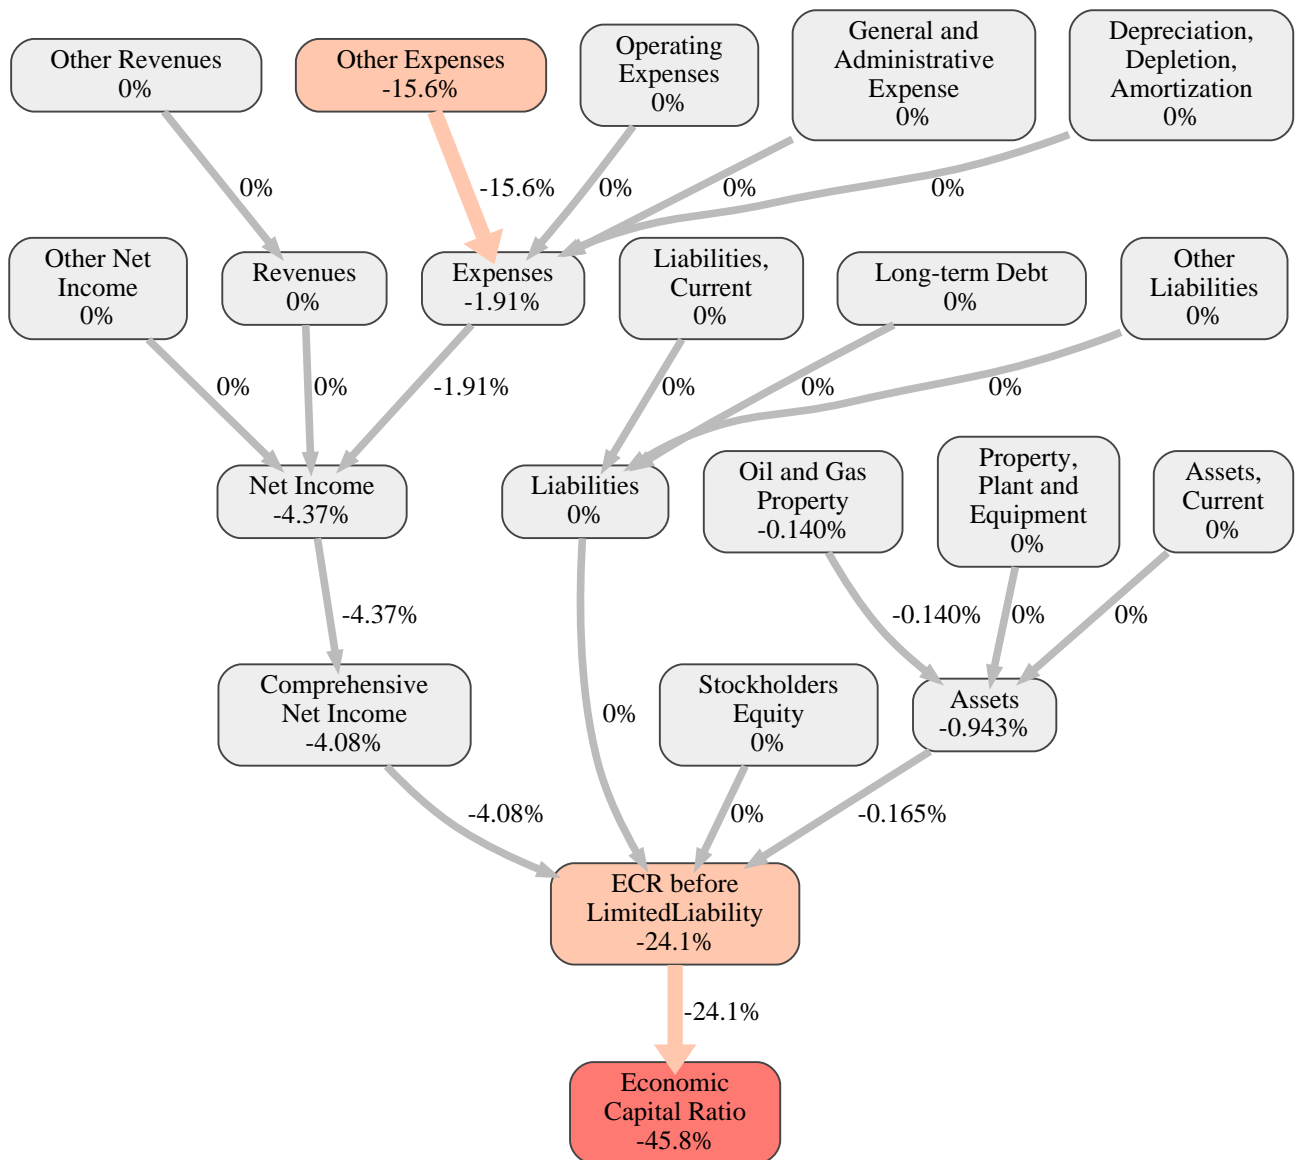 Other Revenues
0%
Other Expenses
-15.6%
Operating
Expenses
0%
General and
Administrative
Expense
0%
Depreciation,
Depletion,
Amortization
0%
0%
-15.6%
0%
0%
0%
Other Net
Income
0%
Revenues
0%
Expenses
-1.91%
Liabilities,
Current
0%
Long-term Debt
0%
Other
Liabilities
0%
0%
0%
-1.91%
0%
0%
0%
Net Income
-4.37%
Liabilities
0%
Oil and Gas
Property
-0.140%
Property,
Plant and
Equipment
0%
Assets,
Current
0%
-4.37%
-0.140%
0%
0%
Comprehensive
Net Income
-4.08%
0%
Stockholders
Equity
0%
Assets
-0.943%
-4.08%
0%
-0.165%
ECR before
LimitedLiability
-24.1%
-24.1%
Economic
Capital Ratio
-45.8%